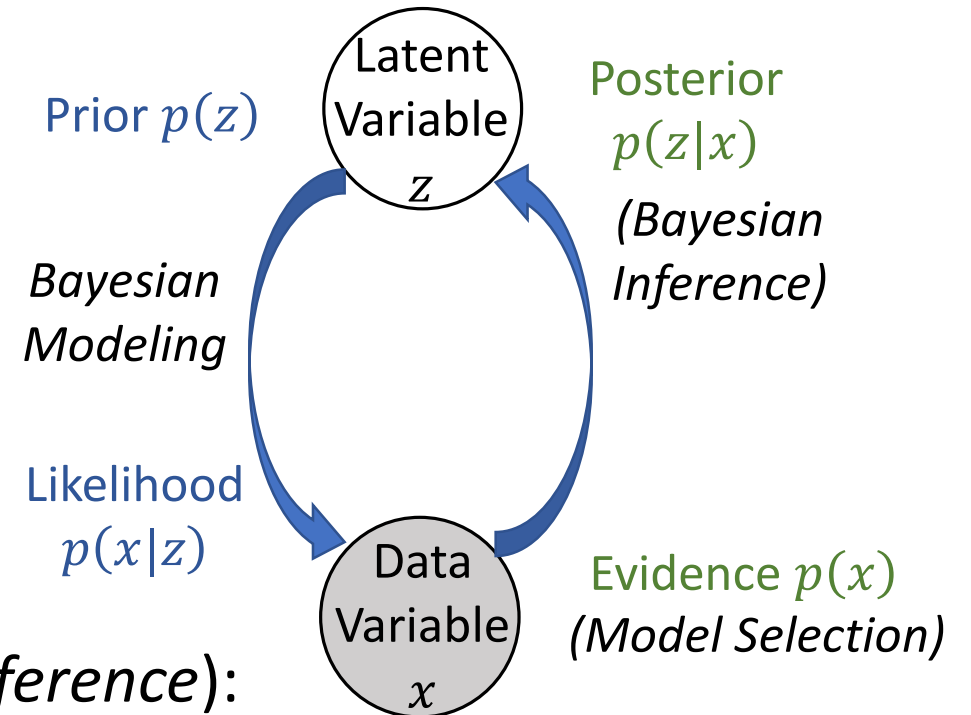 Latent
Variable
z
Prior p(z)
Posterior
p(z|x)
(Bayesian
Inference)
Bayesian
Modeling
Likelihood
p(x|z)
Data
Variable
x
Evidence p(x)
(Model Selection)
ference):